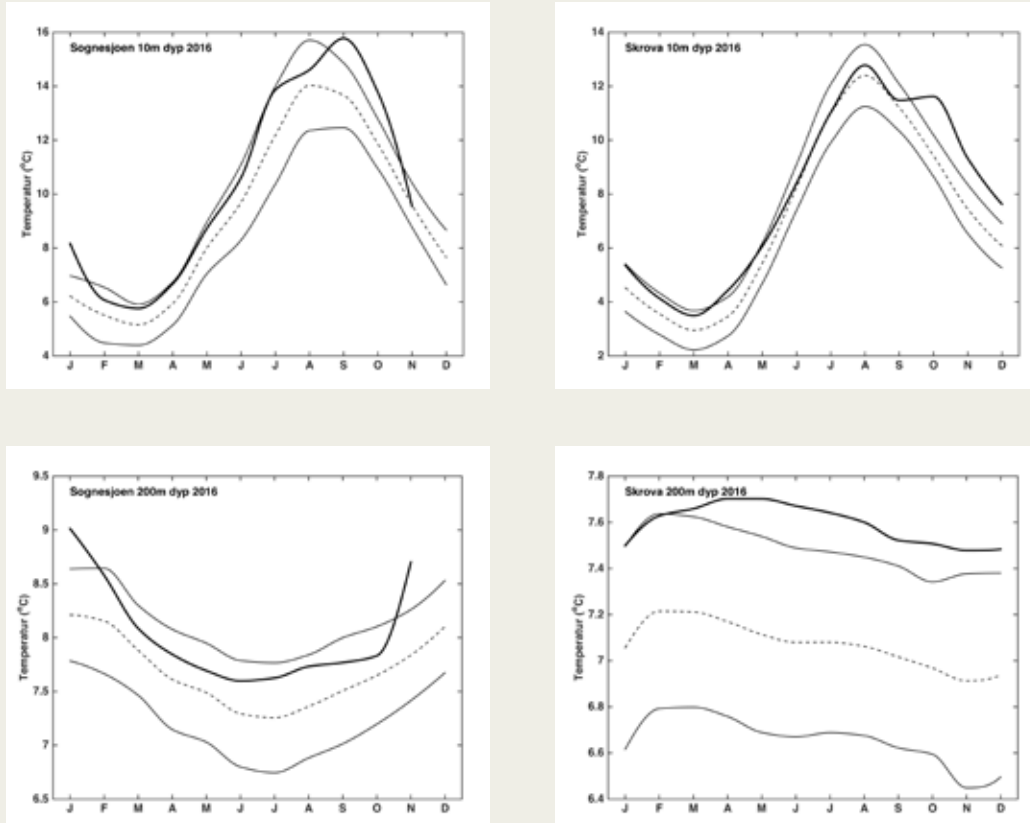 Sognesjoen 10m dyp 2016
Temperatur (°C)
16
14
12
10
8
6
4
J F M A M J J A S O N D
Skrova 10m dyp 2016
Temperatur (°C)
14
12
10
8
6
4
2
J F M A M J J A S O N D
Sognesjoen 200m dyp 2016
Temperatur (°C)
9.5
9
8.5
8
7.5
7
6.5
J F M A M J J A S O N D
Skrova 200m dyp 2016
Temperatur (°C)
7.8
7.6
7.4
7.2
7
6.8
6.6
6.4
J F M A M J J A S O N D